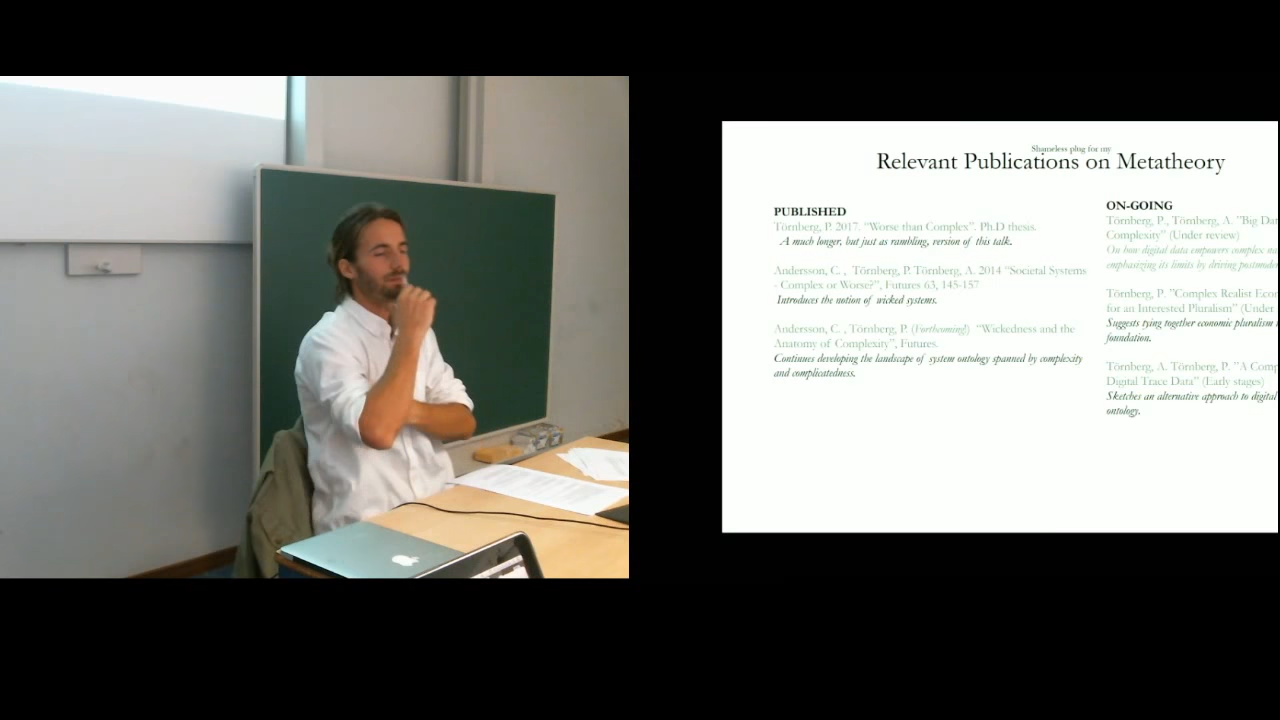 Shameless plug for my
Relevant Publications on Metatheory
PUBLISHED
Törnberg, P. 2017. “Worse than Complex”. Ph.D thesis.
A much longer, but just as rambling, version of this talk.
Andersson, C. , Törnberg, P. Törnberg, A. 2014 “Societal Systems
- Complex or Worse?”, Futures 63, 145-157
Introduces the notion of wicked systems.
Andersson, C. , Törnberg, P. (Forthcoming!) “Wickedness and the
Anatomy of Complexity”, Futures.
Continues developing the landscape of system ontology spanned by complexity
and complicatedness.
ON-GOING
Törnberg, P., Törnberg, A. ”Big
Complexity” (Under review)
On how digital data empowers complex
emphasizing its limits by driving
Törnberg, P. ”Complex Realist
for an Interested Pluralism” (Under
Suggests tying together economic pluralism
foundation.
Törnberg, A. Törnberg, P. ”A
Digital Trace Data” (Early stages)
Sketches an alternative approach to digital
ontology.